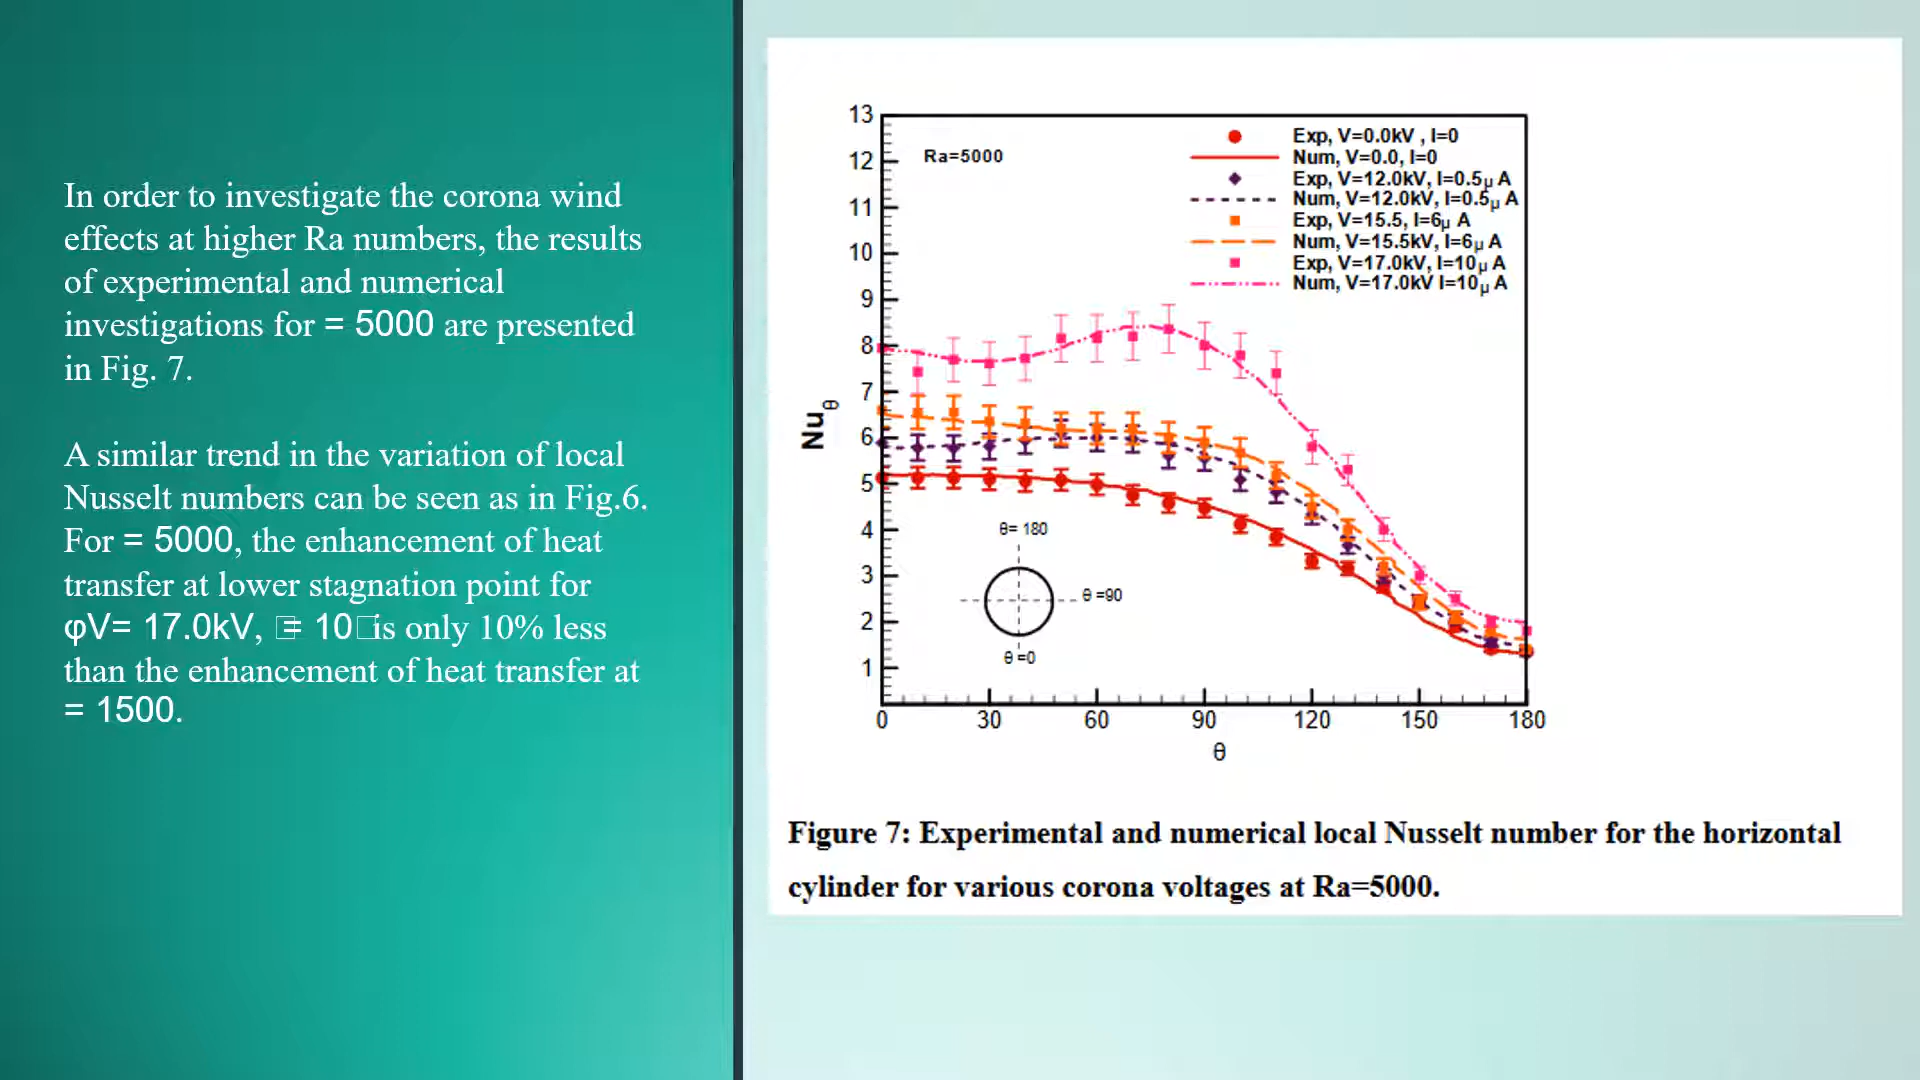 In order to investigate the corona wind
effects at higher Ra numbers, the results
of experimental and numerical
investigations for = 5000 are presented
in Fig. 7.
A similar trend in the variation of local
Nusselt numbers can be seen as in Fig.6.
For = 5000, the enhancement of heat
transfer at lower stagnation point for
φV= 17.0kV, = 10 is only 10% less
than the enhancement of heat transfer at
= 1500.
13
12
11
10
9
8
7
6
5
4
3
2
1
Nuθ
Ra=5000
Exp, V=0.0kV , I=0
Num, V=0.0, I=0
Exp, V=12.0kV, I=0.5μ A
Num, V=12.0kV, I=0.5μ A
Exp, V=15.5, I=6μ A
Num, V=15.5kV, I=6μ A
Exp, V=17.0kV, I=10μ A
Num, V=17.0kV I=10μ A
θ= 180
θ =90
θ =0
0 30 60 90 120 150 180
θ
Figure 7: Experimental and numerical local Nusselt number for the horizontal
cylinder for various corona voltages at Ra=5000.